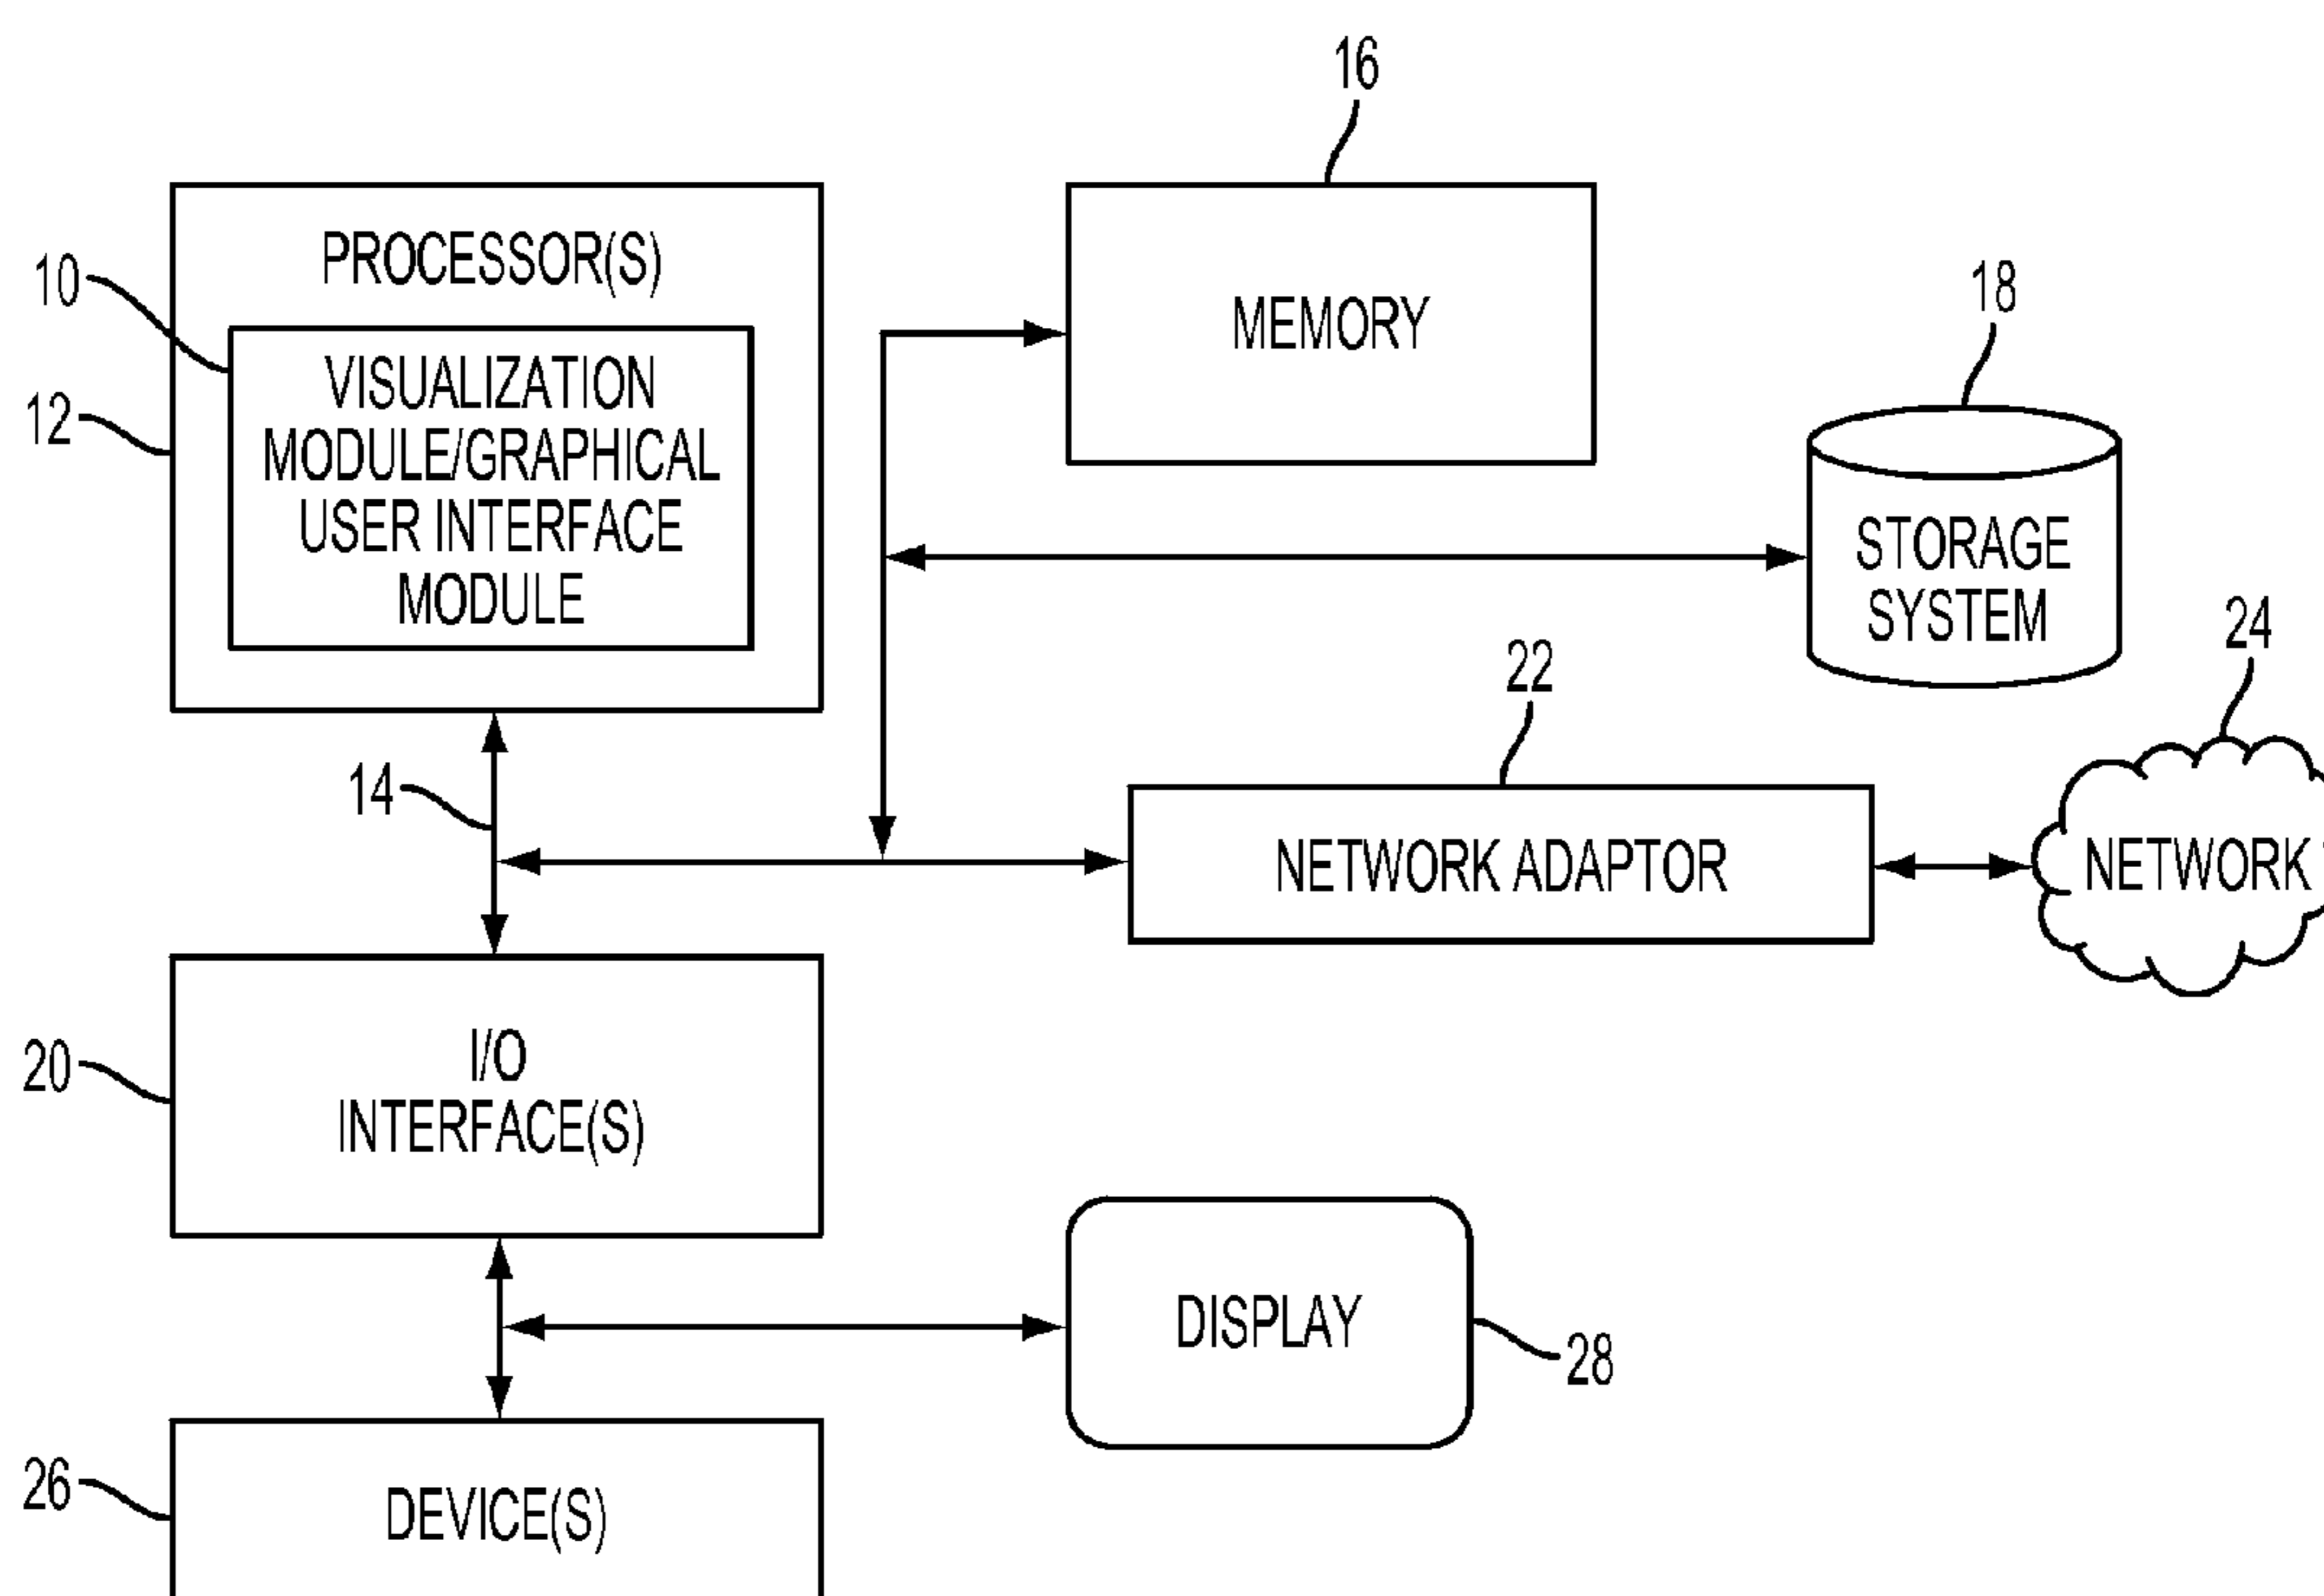 16
PROCESSOR(S)
10
MEMORY
18
VISUALIZATION
MODULE/GRAPHICAL
USER INTERFACE
MODULE
12
STORAGE
SYSTEM
24
22
14
NETWORK ADAPTOR
NETWORK
I/O
INTERFACE(S)
20
DISPLAY
28
26
DEVICE(S)